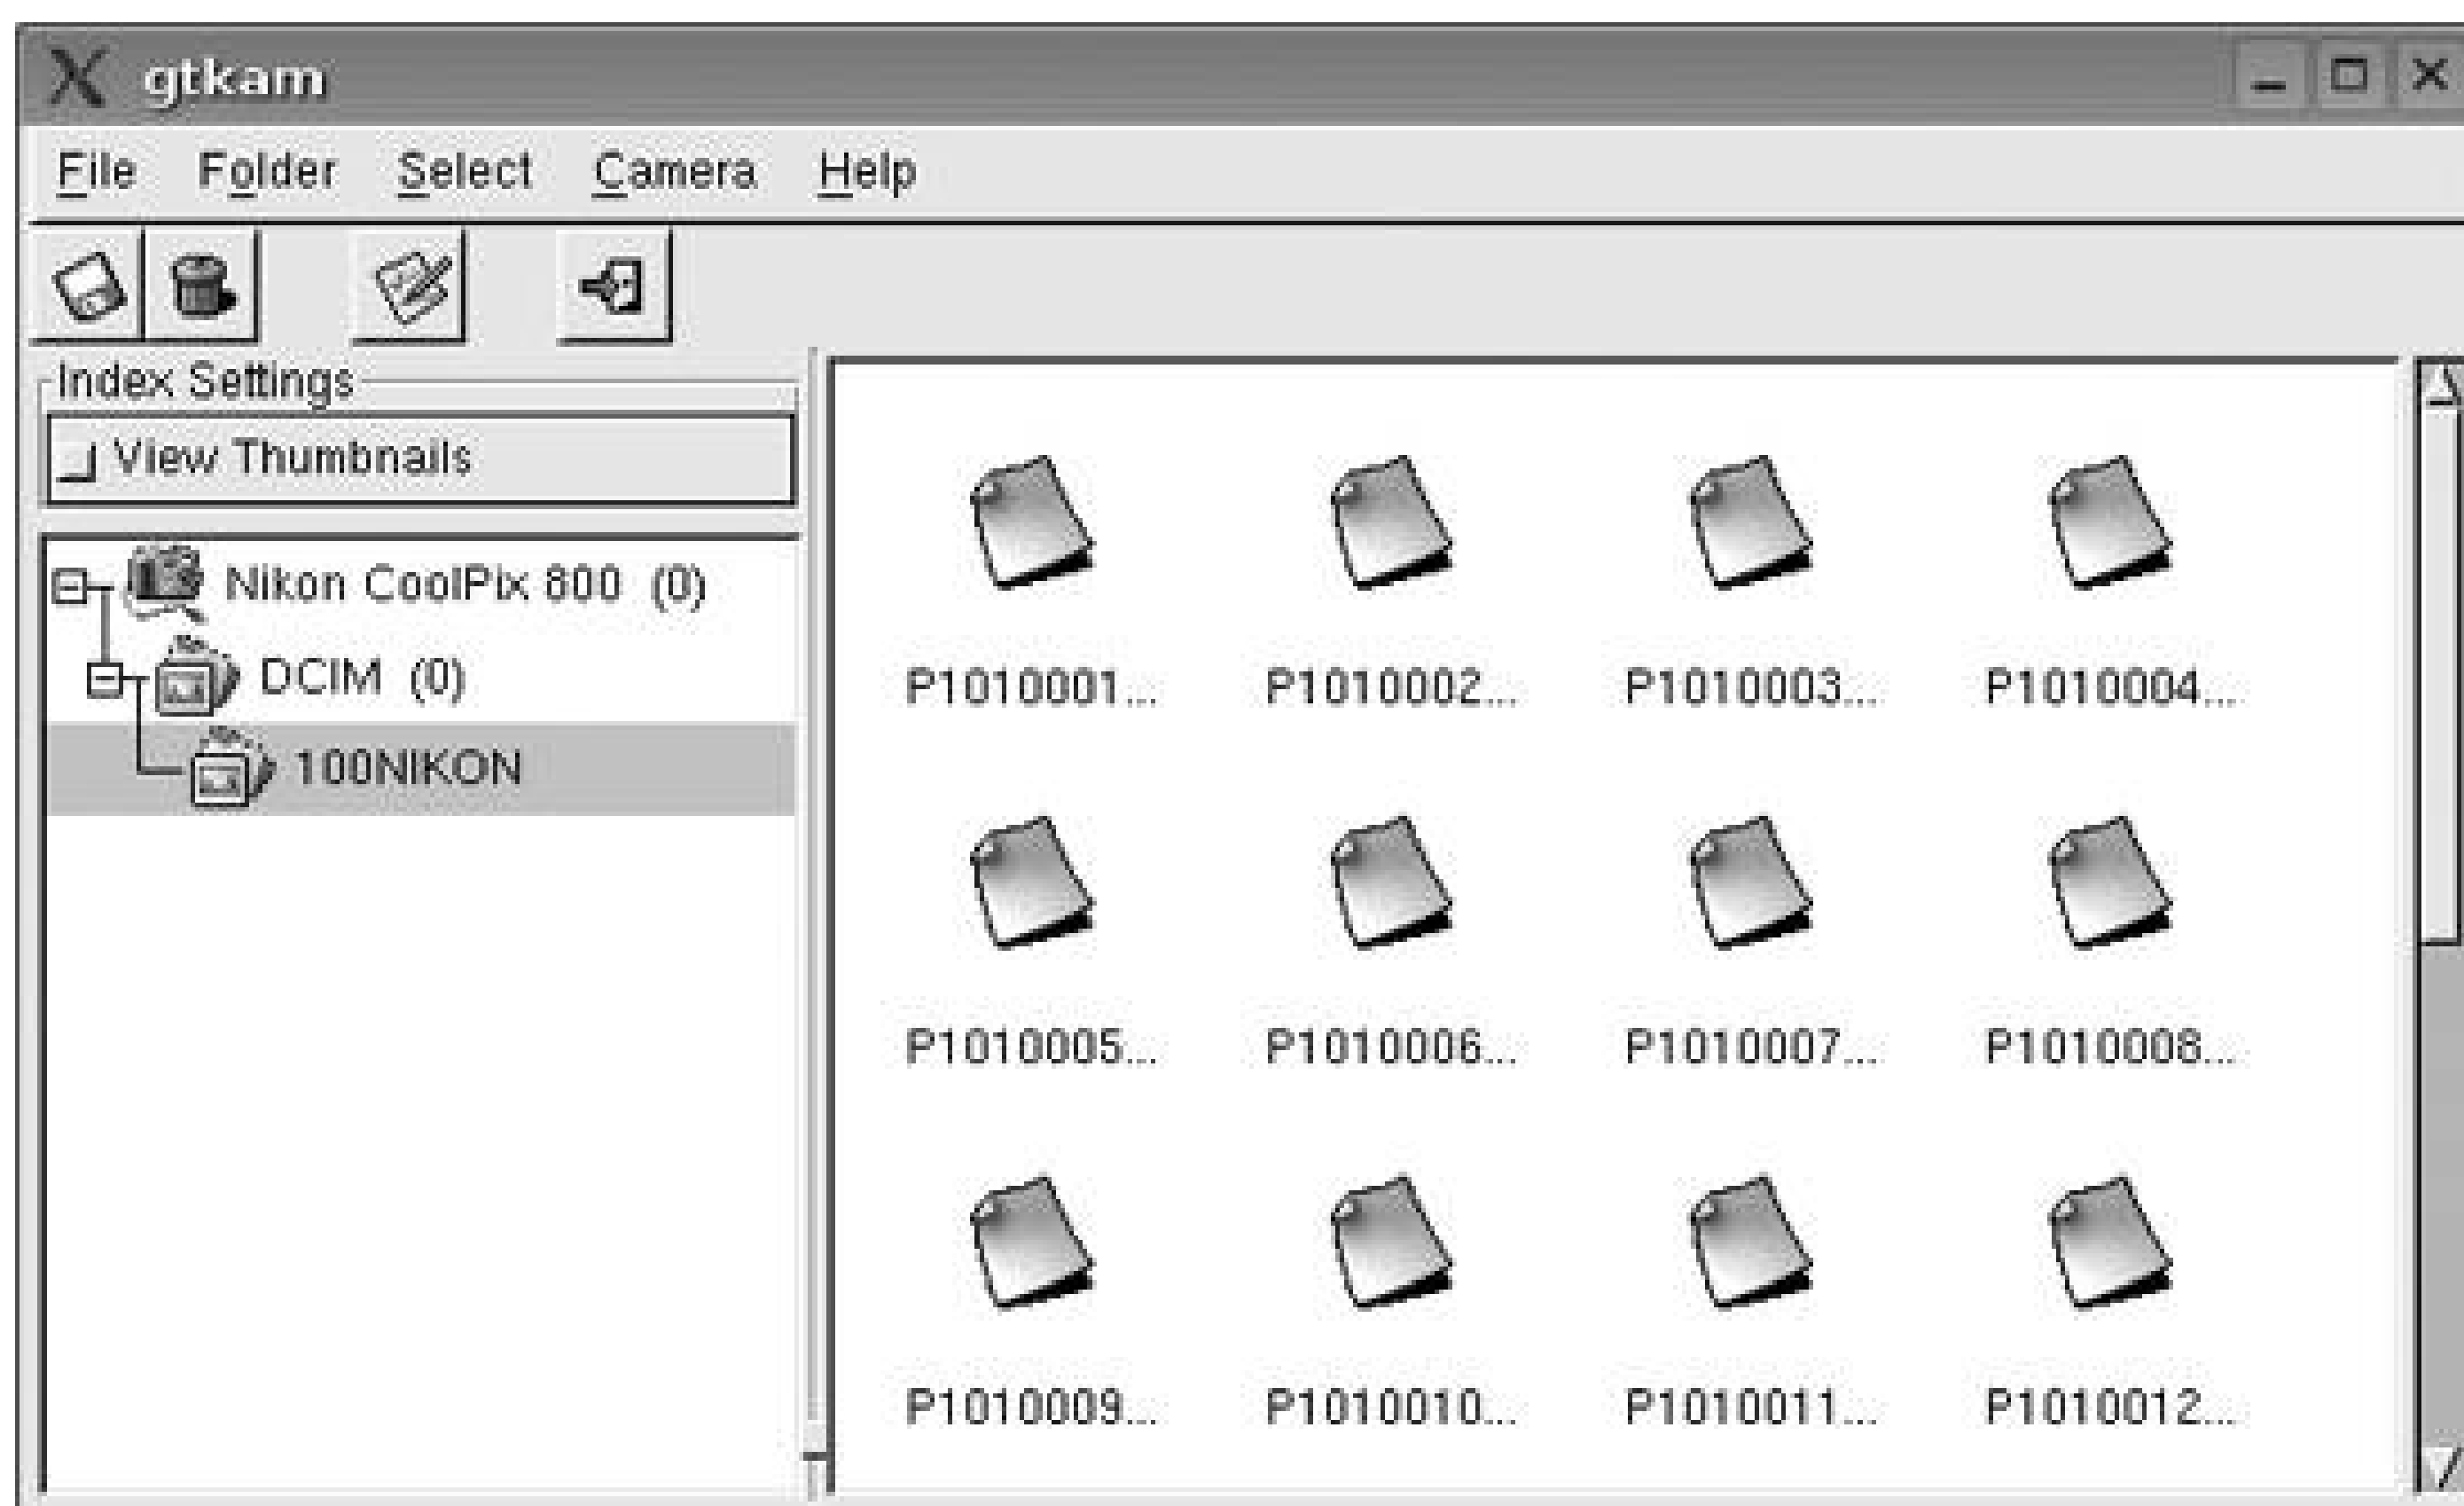 gtkam
File Folder Select Camera Help
Index Settings
View Thumbnails
Nikon CoolPix 800 (0)
DCIM (0)
100NIKON
P1010001... P1010002... P1010003... P1010004...
P1010005... P1010006... P1010007... P1010008...
P1010009... P1010010... P1010011... P1010012...